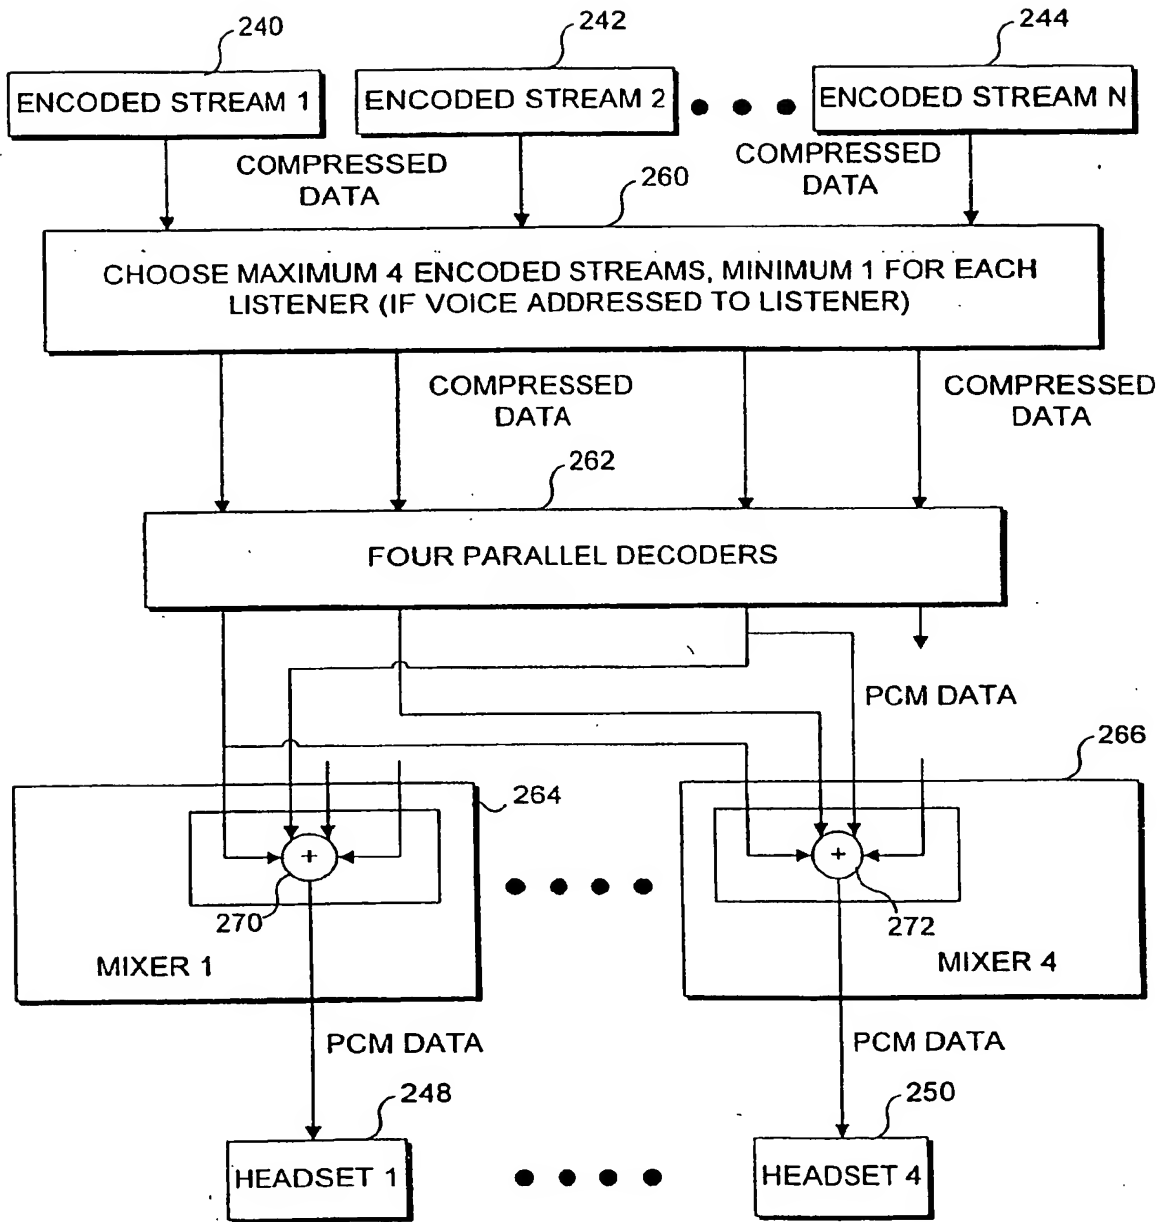 240
242
244
ENCODED STREAM 1
ENCODED STREAM 2
ENCODED STREAM N
COMPRESSED
DATA
COMPRESSED
DATA
260
CHOOSE MAXIMUM 4 ENCODED STREAMS, MINIMUM 1 FOR EACH
LISTENER (IF VOICE ADDRESSED TO LISTENER)
COMPRESSED
DATA
COMPRESSED
DATA
262
FOUR PARALLEL DECODERS
PCM DATA
264
266
+
+
270
272
MIXER 1
MIXER 4
PCM DATA
PCM DATA
248
250
HEADSET 1
HEADSET 4